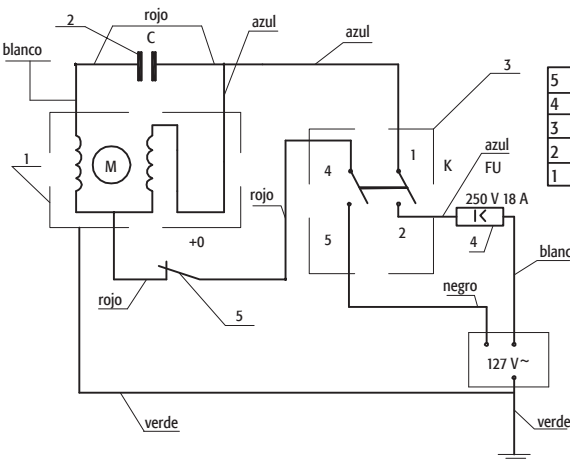 rojo
2
C
azul
azul
blanco
3
5
4
3
2
1
1
M
4
1
K
azul
FU
250 V 18 A
rojo
+0
5
2
4
blanc
rojo
5
negro
127 V~
verde
verde